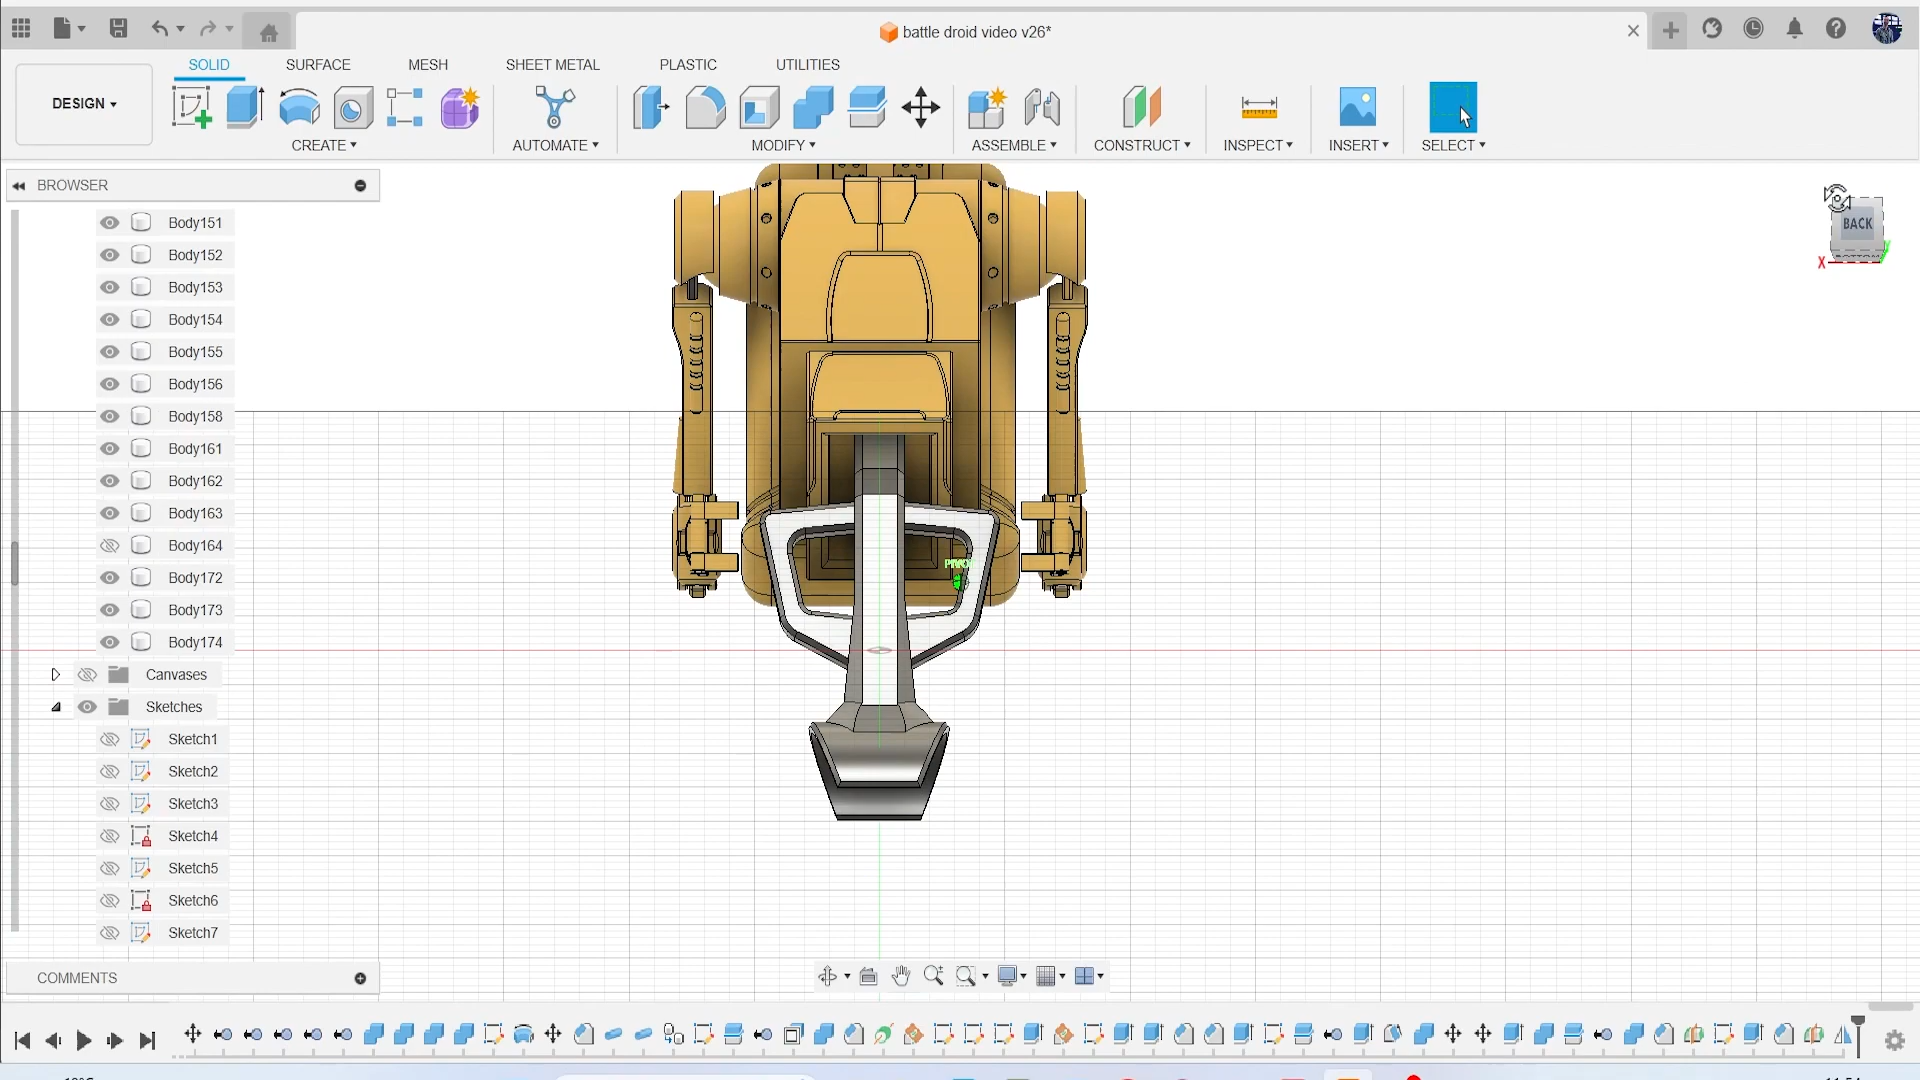 battle droid video v26*
SOLID SURFACE MESH SHEET METAL PLASTIC UTILITIES
DESIGN
CREATE AUTOMATE MODIFY ASSEMBLE CONSTRUCT INSPECT INSERT SELECT
BROWSER
Body151
Body152
Body153
Body154
Body155
Body156
Body158
Body161
Body162
Body163
Body164
Body172
Body173
Body174
Canvases
Sketches
Sketch1
Sketch2
Sketch3
Sketch4
Sketch5
Sketch6
Sketch7
COMMENTS
BACK
X